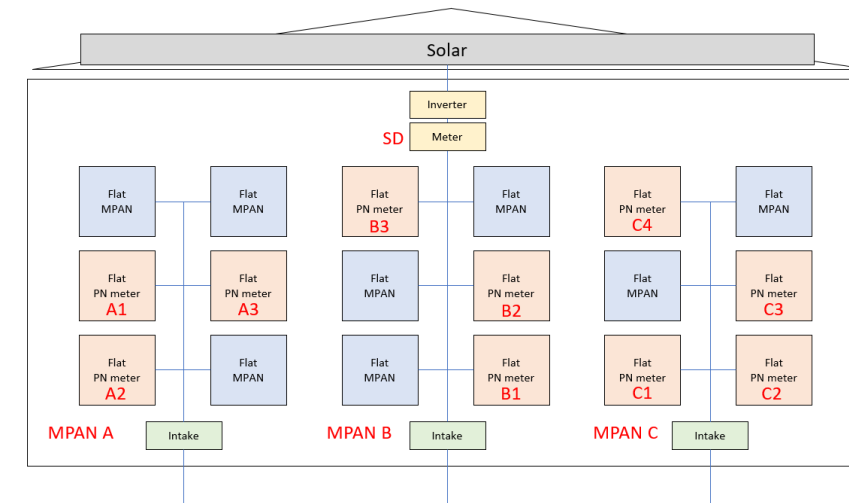 Solar
Inverter
SD
Meter
Flat
MPAN
Flat
MPAN
Flat
PN meter
B3
Flat
MPAN
Flat
PN meter
C4
Flat
MPAN
Flat
PN meter
A1
Flat
PN meter
A3
Flat
MPAN
Flat
PN meter
B2
Flat
MPAN
Flat
PN meter
C3
Flat
PN meter
A2
Flat
MPAN
Flat
MPAN
Flat
PN meter
B1
Flat
PN meter
C1
Flat
PN meter
C2
MPAN A
Intake
MPAN B
Intake
MPAN C
Intake